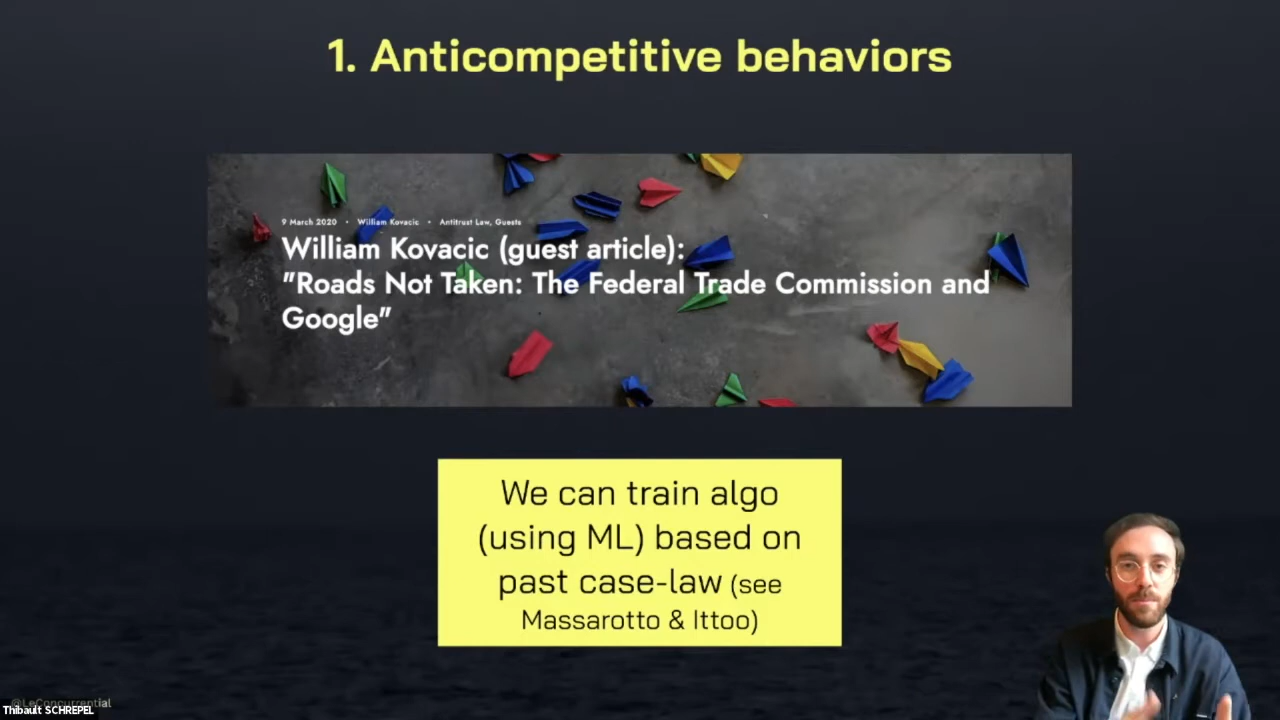 1. Anticompetitive behaviors
9 March 2020 • William Kovacic • Antitrust Law, Guests
William Kovacic (guest article):
"Roads Not Taken: The Federal Trade Commission and
Google"
We can train algo
(using ML) based on
past case-law (see
Massarotto & Ittoo)
@LeConcurrential
Thibault SCHREPEL